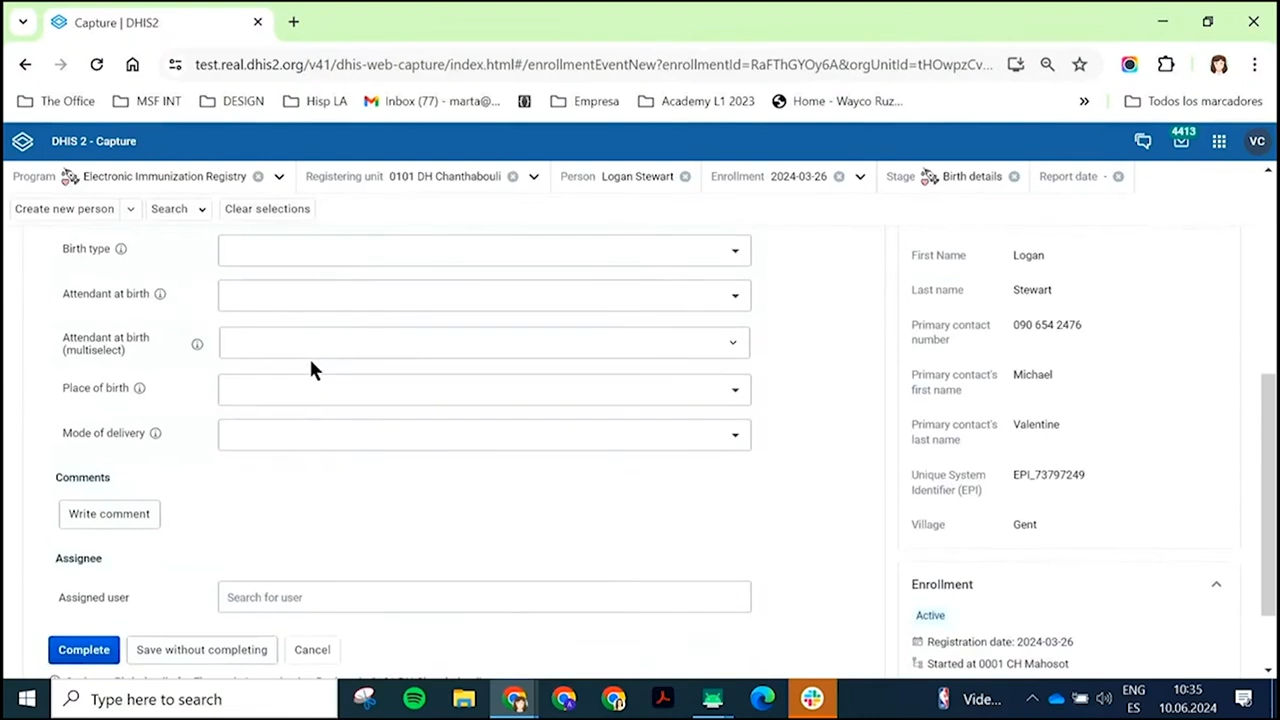 Capture | DHIS2
test.real.dhis2.org/v41/dhis-web-capture/index.html#/enrollmentEventNew?enrollmentId=RaFThGYOy6A&orgUnitId=tHOwpzCv...
The Office
MSF INT
DESIGN
Hisp LA
Inbox (77) - marta@...
Empresa
Academy L1 2023
Home - Wayco Ruz...
»
Todos los marcadores
DHIS 2 - Capture
4413
VC
Program Electronic Immunization Registry
Registering unit 0101 DH Chanthabouli
Person Logan Stewart
Enrollment 2024-03-26
Stage Birth details
Report date -
Create new person
Search
Clear selections
Birth type
Attendant at birth
Attendant at birth
(multiselect)
Place of birth
Mode of delivery
Comments
Write comment
Assignee
Assigned user
Search for user
Complete
Save without completing
Cancel
First Name Logan
Last name Stewart
Primary contact
number
090 654 2476
Primary contact's
first name
Michael
Primary contact's
last name
Valentine
Unique System
Identifier (EPI)
EPI_73797249
Village Gent
Enrollment
Active
Registration date: 2024-03-26
Started at 0001 CH Mahosot
Type here to search
Vide...
ENG
ES
10:35
10.06.2024